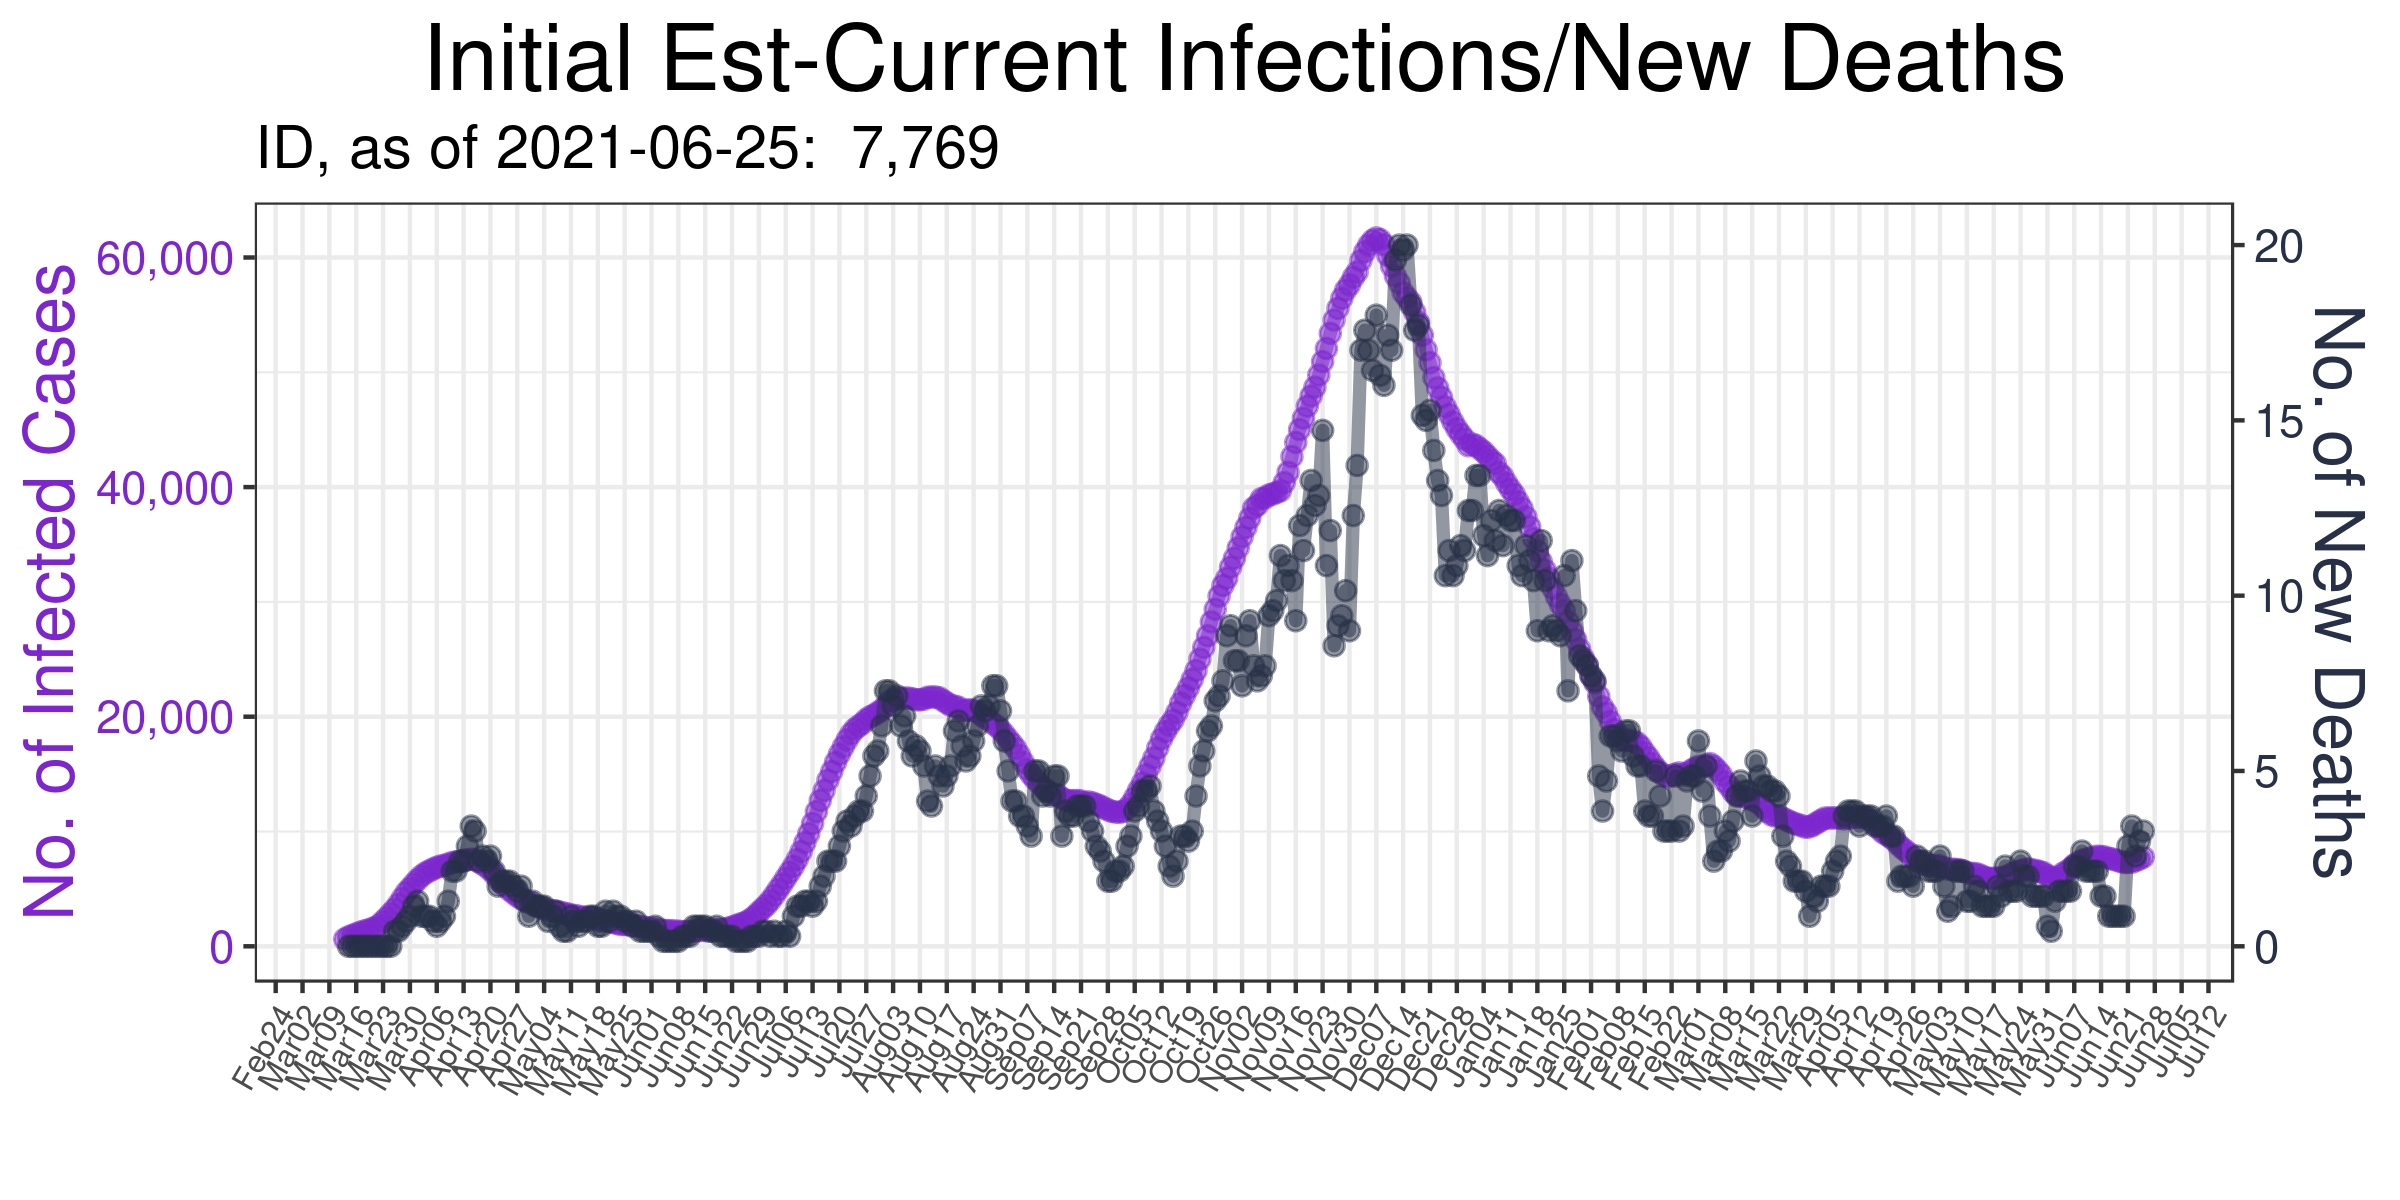 Initial Est-Current Infections/New Deaths
ID, as of 2021-06-25: 7,769
No. of Infected Cases
60,000
40,000
20,000
0
20
15
10
5
0
No. of New Deaths
Feb24
Mar02
Mar09
Mar16
Mar23
Mar30
Apr06
Apr13
Apr20
Apr27
May04
May11
May18
May25
Jun01
Jun08
Jun15
Jun22
Jun29
Jul06
Jul13
Jul20
Jul27
Aug03
Aug10
Aug17
Aug24
Aug31
Sep07
Sep14
Sep21
Sep28
Oct05
Oct12
Oct19
Oct26
Nov02
Nov09
Nov16
Nov23
Nov30
Dec07
Dec14
Dec21
Dec28
Jan04
Jan11
Jan18
Jan25
Feb01
Feb08
Feb15
Feb22
Mar01
Mar08
Mar15
Mar22
Mar29
Apr05
Apr12
Apr19
Apr26
May03
May10
May17
May24
May31
Jun07
Jun14
Jun21
Jun28
Jul05
Jul12